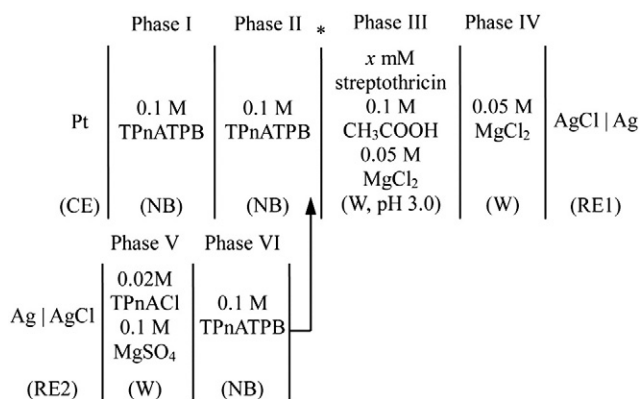 Phase I Phase II * Phase III Phase IV
x mM
streptothricin
0.1 M 0.1 M 0.1 M 0.05 M
Pt TPnATPB TPnATPB CH₃COOH MgCl₂ AgCl | Ag
0.05 M
MgCl₂
(CE) (NB) (NB) (W, pH 3.0) (W) (RE1)
Phase V Phase VI
0.02M
TPnACl 0.1 M
Ag | AgCl 0.1 M TPnATPB
MgSO₄
(RE2) (W) (NB)